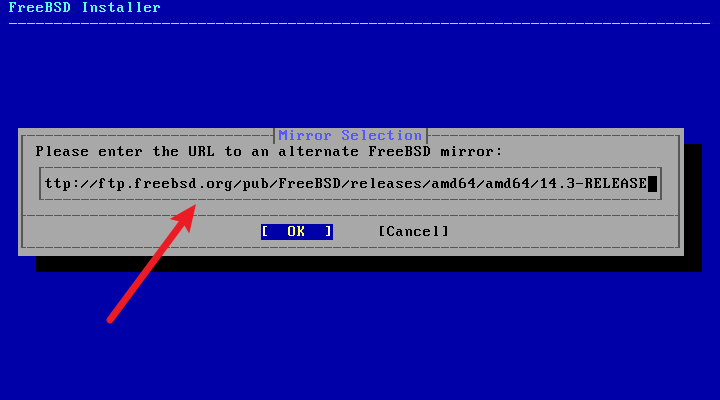 FreeBSD Installer
Mirror Selection
Please enter the URL to an alternate FreeBSD mirror:
ttp://ftp.freebsd.org/pub/FreeBSD/releases/amd64/amd64/14.3-RELEASE
[ OK ] [Cancel]